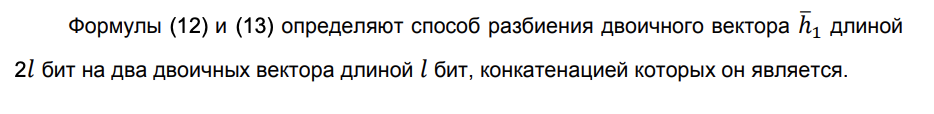 Формулы (12) и (13) определяют способ разбиения двоичного вектора h̄₁ длиной
2l бит на два двоичных вектора длиной l бит, конкатенацией которых он является.